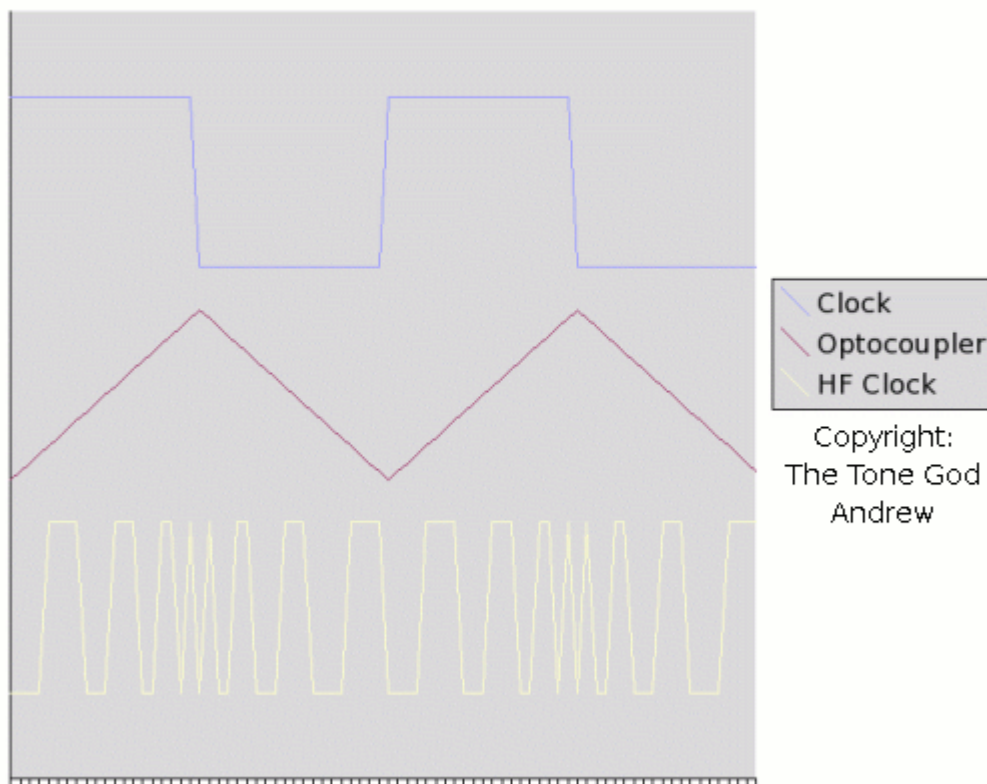 Clock
Optocoupler
HF Clock
Copyright:
The Tone God
Andrew